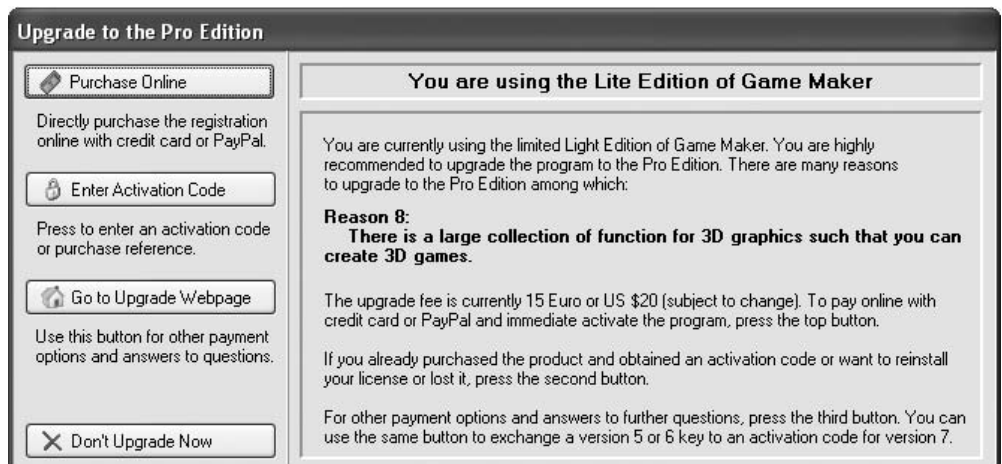 Upgrade to the Pro Edition
Purchase Online
Directly purchase the registration
online with credit card or PayPal.
Enter Activation Code
Press to enter an activation code
or purchase reference.
Go to Upgrade Webpage
Use this button for other payment
options and answers to questions.
Don't Upgrade Now
You are using the Lite Edition of Game Maker
You are currently using the limited Light Edition of Game Maker. You are highly
recommended to upgrade the program to the Pro Edition. There are many reasons
to upgrade to the Pro Edition among which:
Reason 8:
There is a large collection of function for 3D graphics such that you can
create 3D games.
The upgrade fee is currently 15 Euro or US $20 (subject to change). To pay online with
credit card or PayPal and immediate activate the program, press the top button.
If you already purchased the product and obtained an activation code or want to reinstall
your license or lost it, press the second button.
For other payment options and answers to further questions, press the third button. You can
use the same button to exchange a version 5 or 6 key to an activation code for version 7.